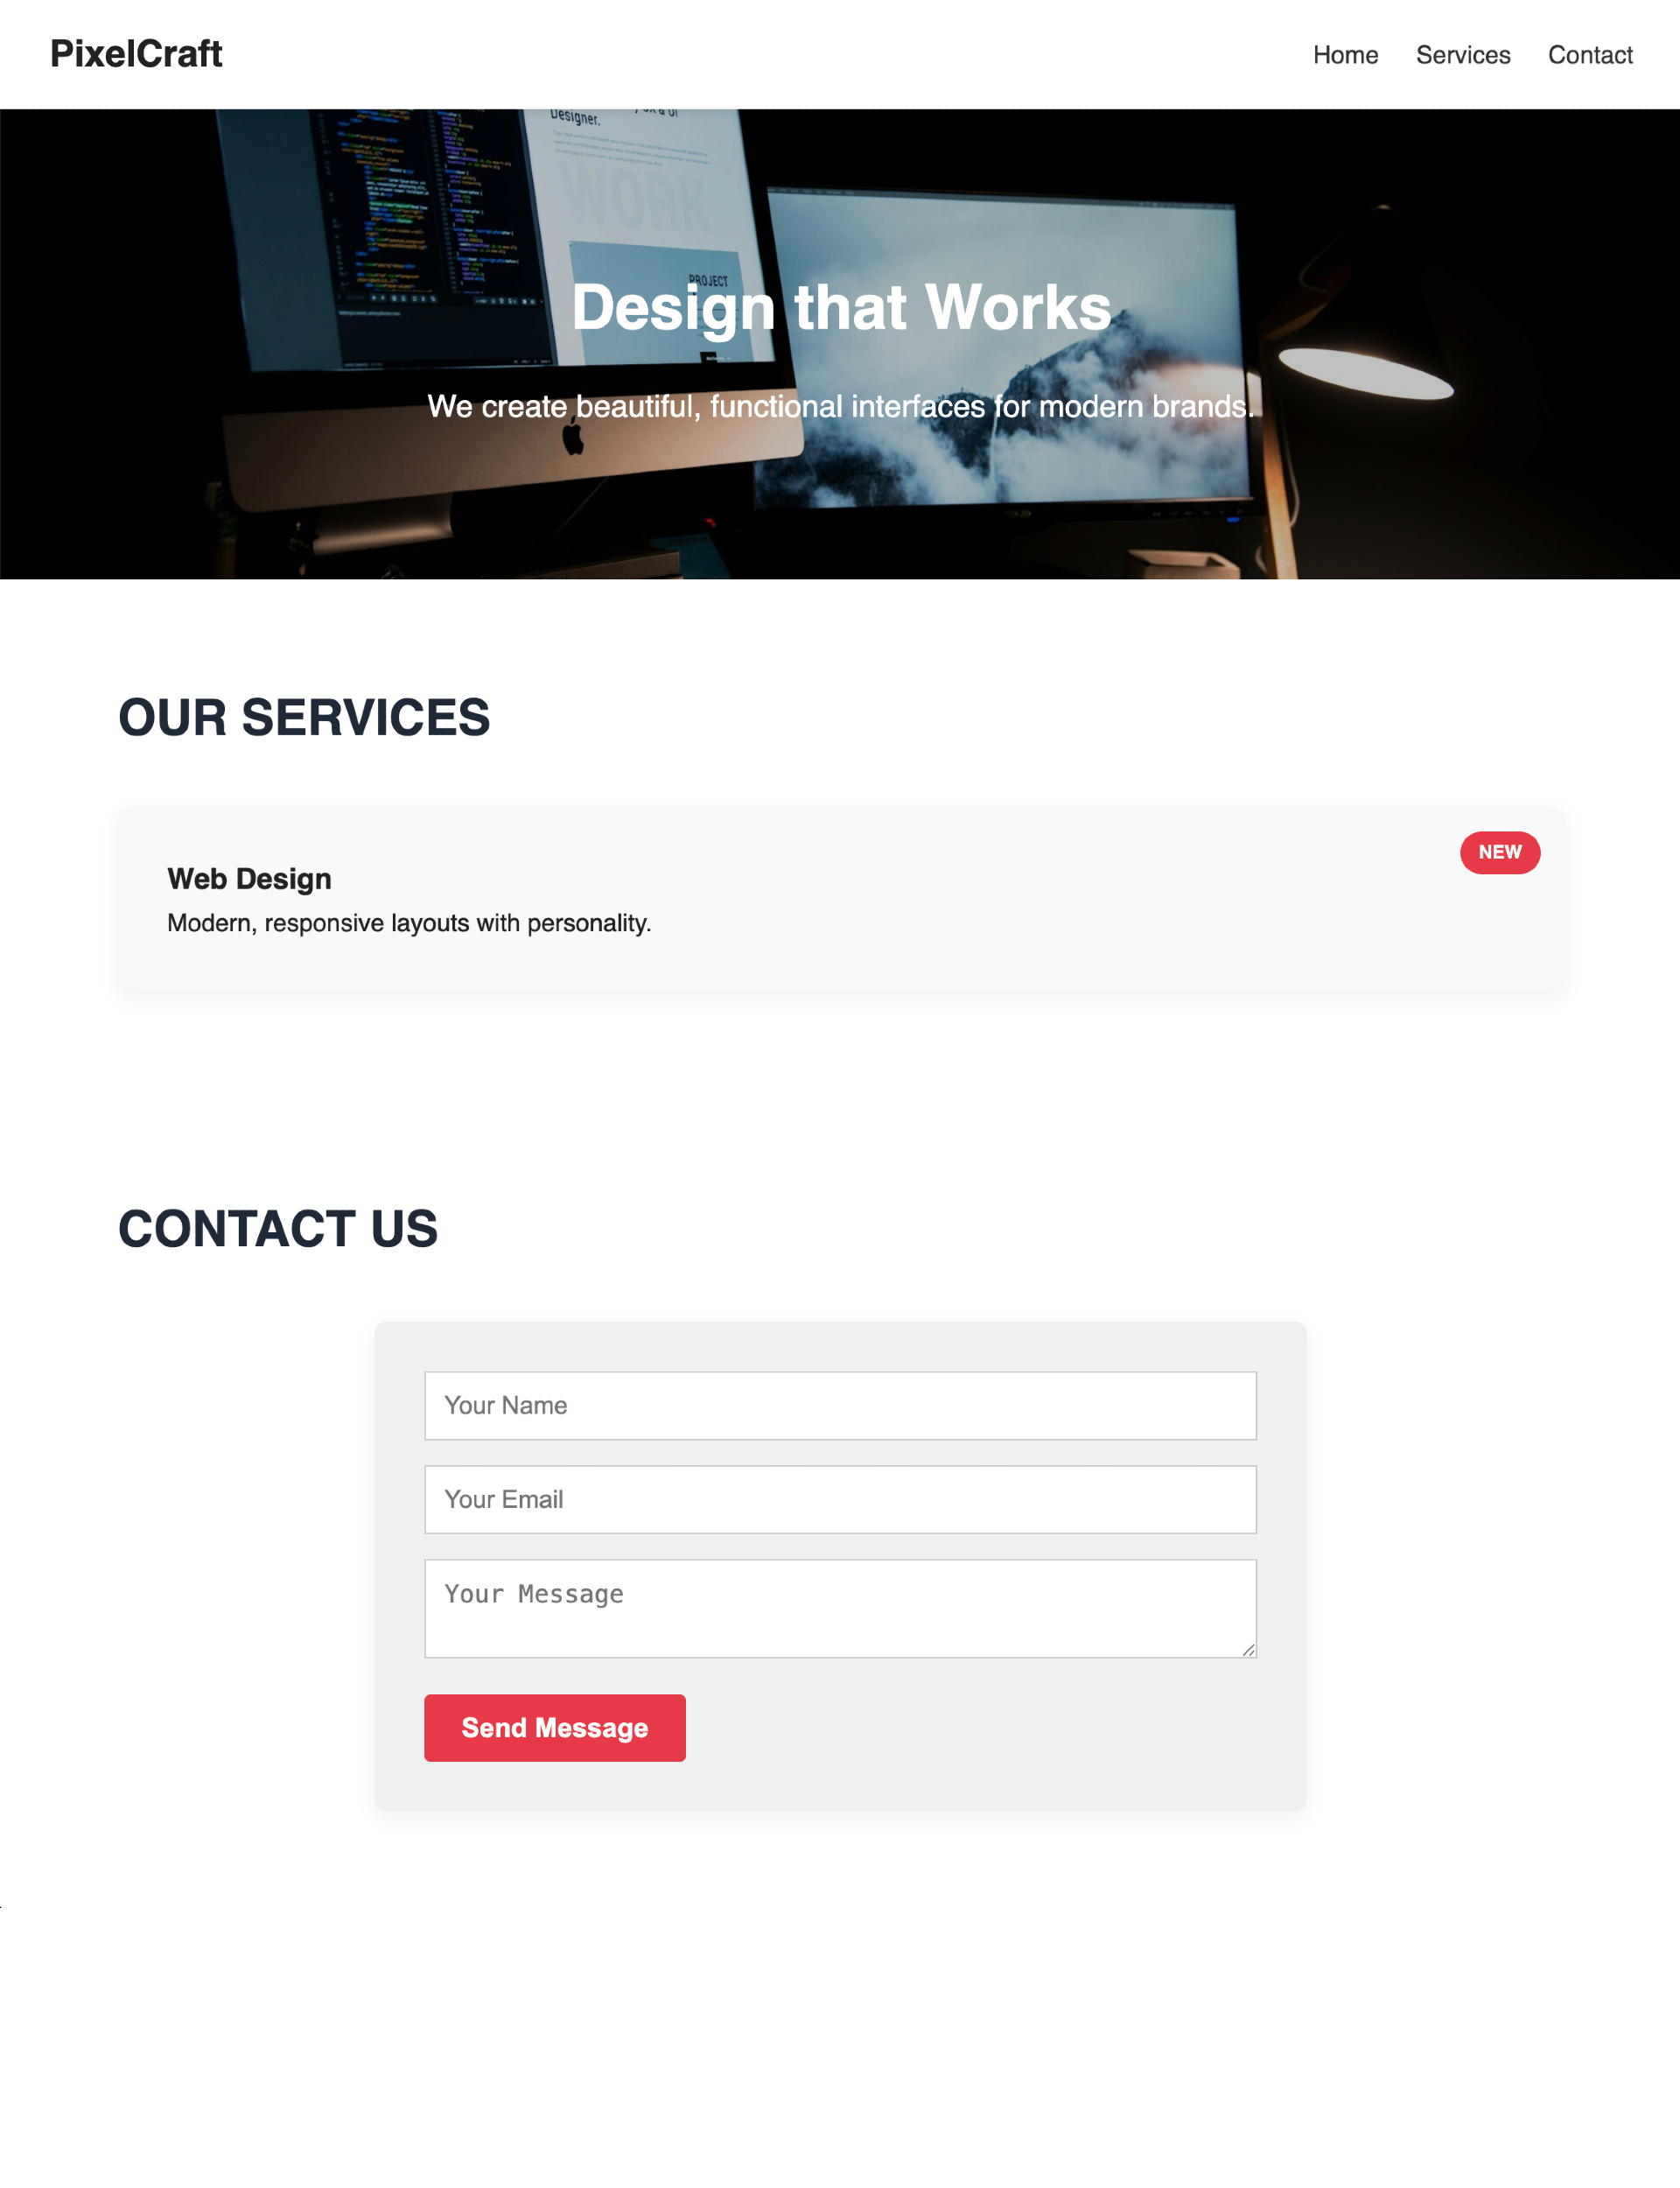 PixelCraft
Home Services Contact
Designer.
WORK
PROJECT
Design that Works
We create beautiful, functional interfaces for modern brands.
OUR SERVICES
NEW
Web Design
Modern, responsive layouts with personality.
CONTACT US
Your Name
Your Email
Your Message
Send Message